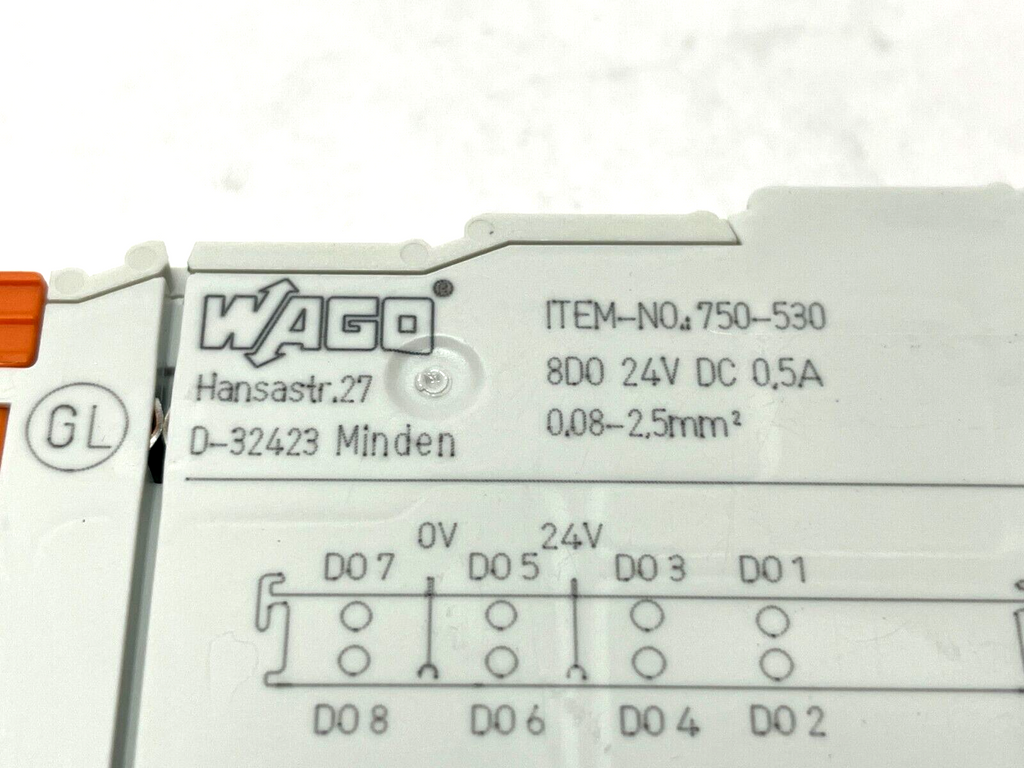 WAGO®
Hansastr.27
D-32423 Minden
ITEM-NO.:750-530
8DO 24V DC 0,5A
0,08-2,5mm²
GL
0V 24V
DO 7 DO 5 DO 3 DO 1
DO 8 DO 6 DO 4 DO 2